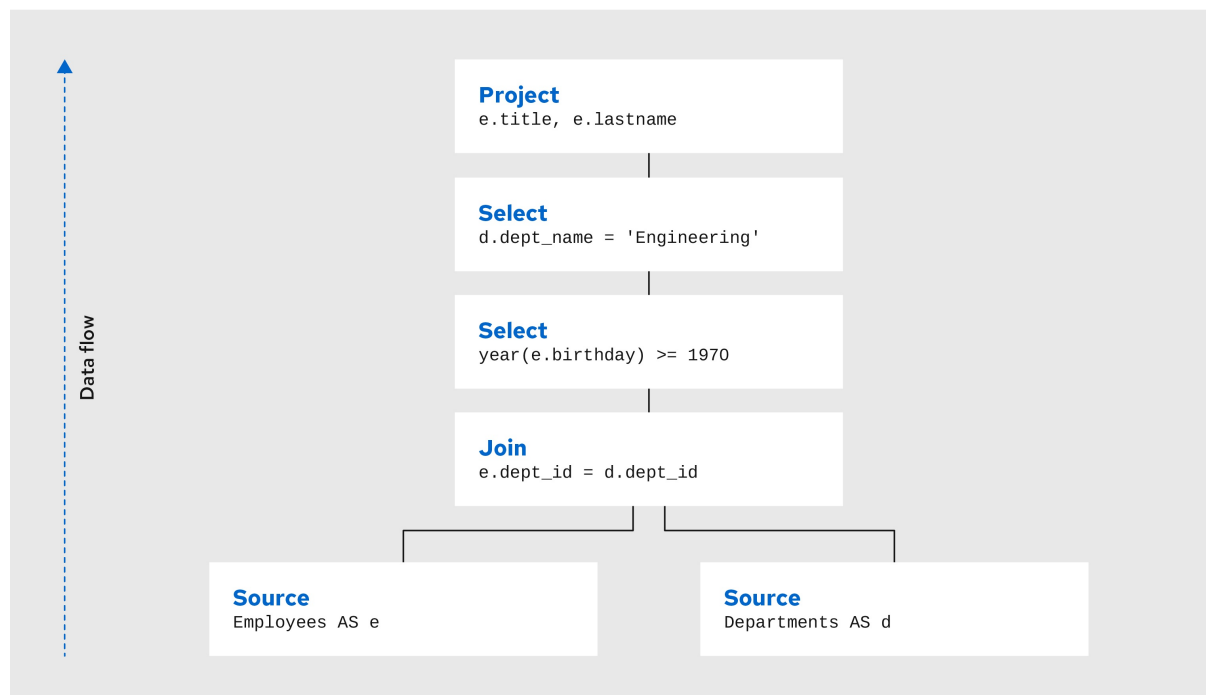 Project
e.title, e.lastname
Select
d.dept_name = 'Engineering'
Select
year(e.birthday) >= 1970
Data flow
Join
e.dept_id = d.dept_id
Source
Employees AS e
Source
Departments AS d